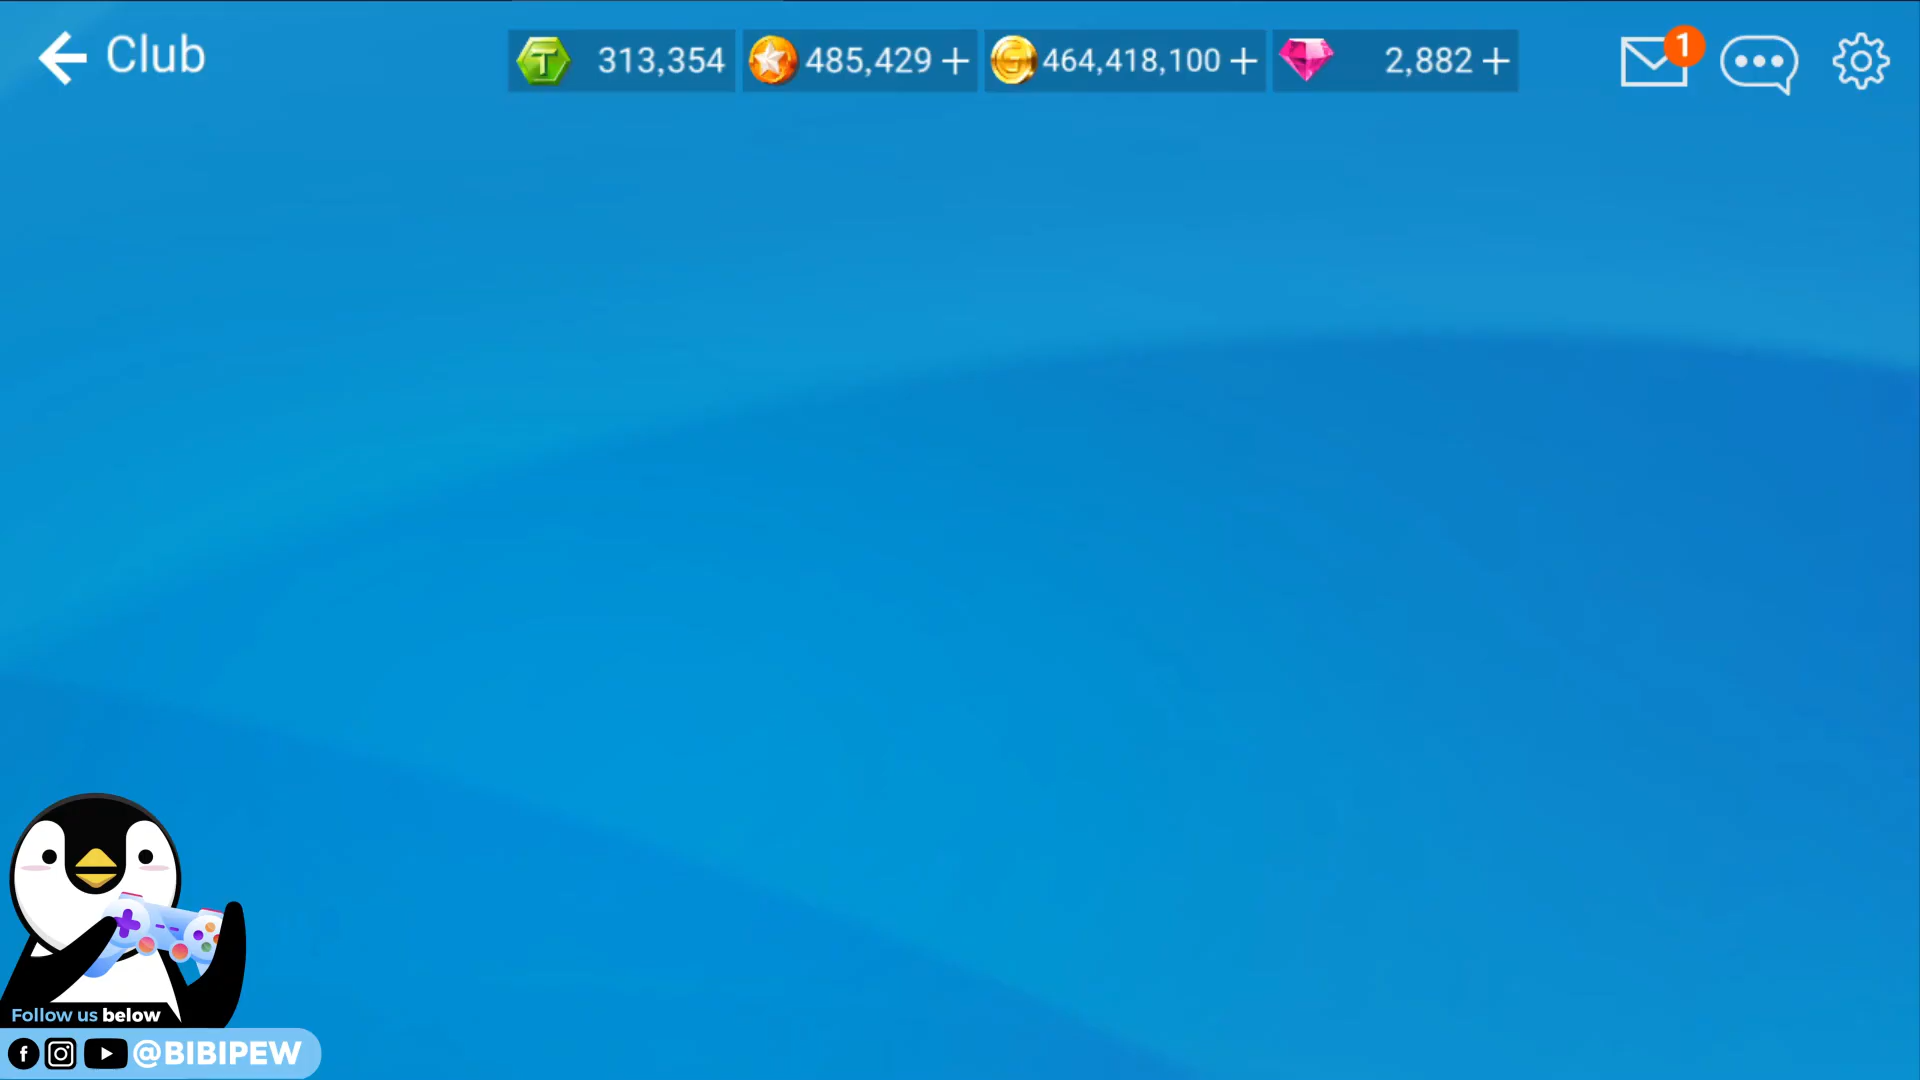 Club
T 313,354 485,429 + G 464,418,100 + 2,882 + 1
Follow us below
@BIBIPEW